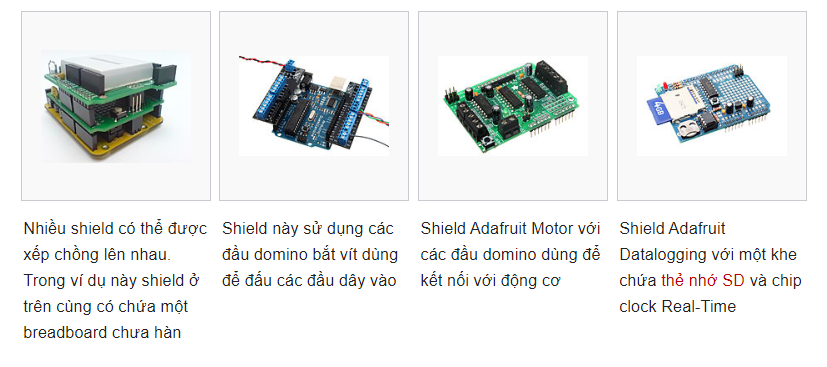 Nhiều shield có thể được
xếp chồng lên nhau.
Trong ví dụ này shield ở
trên cùng có chứa một
breadboard chưa hàn
Shield này sử dụng các
đầu domino bắt vít dùng
để đấu các đầu dây vào
Shield Adafruit Motor với
các đầu domino dùng để
kết nối với động cơ
Shield Adafruit
Datalogging với một khe
chứa thẻ nhớ SD và chip
clock Real-Time